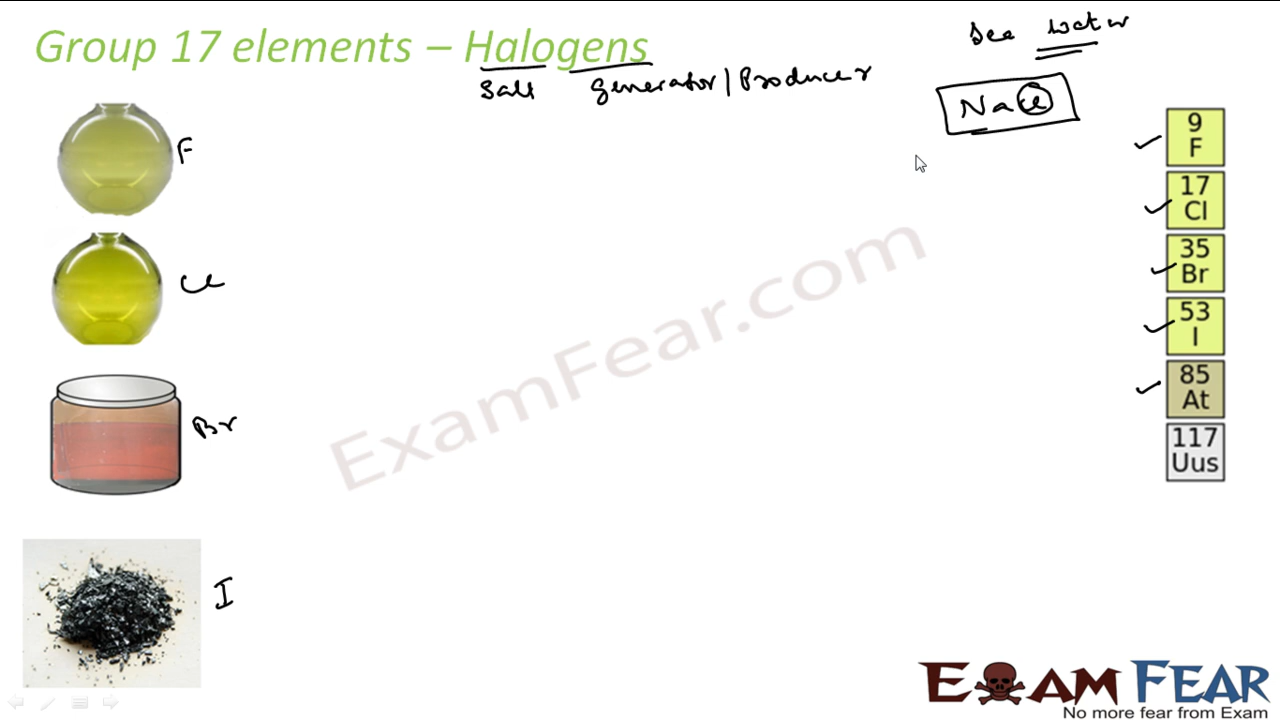 Group 17 elements – Halogens
Salt generator/Producer
See water
NaCl
F
Cl
Br
I
9
F
17
Cl
35
Br
53
I
85
At
117
Uus
ExamFear.com
EXAM FEAR
No more fear from Exam